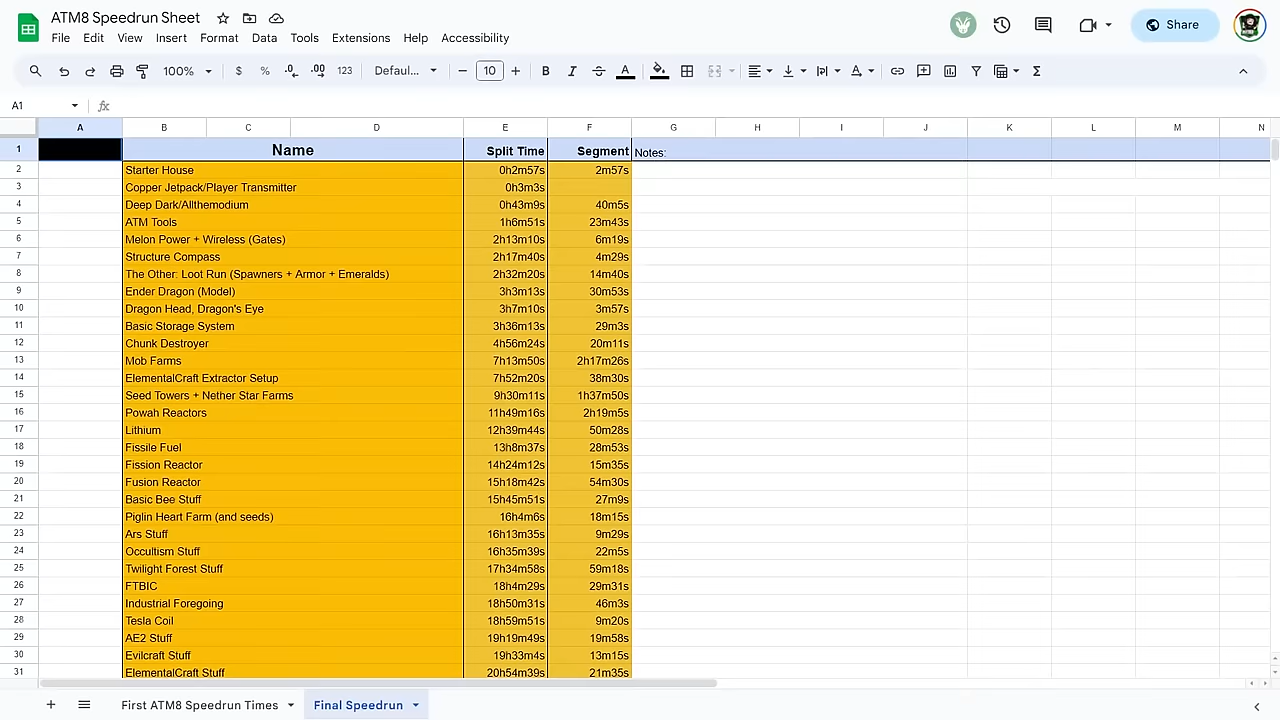 ATM8 Speedrun Sheet
File Edit View Insert Format Data Tools Extensions Help Accessibility
Share
100% $ % .0 .00 123 Defaul... 10 B I S A
A1 fx
A B C D E F G H I J K L M N
1 Name Split Time Segment Notes:
2 Starter House 0h2m57s 2m57s
3 Copper Jetpack/Player Transmitter 0h3m3s
4 Deep Dark/Allthemodium 0h43m9s 40m5s
5 ATM Tools 1h6m51s 23m43s
6 Melon Power + Wireless (Gates) 2h13m10s 6m19s
7 Structure Compass 2h17m40s 4m29s
8 The Other: Loot Run (Spawners + Armor + Emeralds) 2h32m20s 14m40s
9 Ender Dragon (Model) 3h3m13s 30m53s
10 Dragon Head, Dragon's Eye 3h7m10s 3m57s
11 Basic Storage System 3h36m13s 29m3s
12 Chunk Destroyer 4h56m24s 20m11s
13 Mob Farms 7h13m50s 2h17m26s
14 ElementalCraft Extractor Setup 7h52m20s 38m30s
15 Seed Towers + Nether Star Farms 9h30m11s 1h37m50s
16 Powah Reactors 11h49m16s 2h19m5s
17 Lithium 12h39m44s 50m28s
18 Fissile Fuel 13h8m37s 28m53s
19 Fission Reactor 14h24m12s 15m35s
20 Fusion Reactor 15h18m42s 54m30s
21 Basic Bee Stuff 15h45m51s 27m9s
22 Piglin Heart Farm (and seeds) 16h4m6s 18m15s
23 Ars Stuff 16h13m35s 9m29s
24 Occultism Stuff 16h35m39s 22m5s
25 Twilight Forest Stuff 17h34m58s 59m18s
26 FTBIC 18h4m29s 29m31s
27 Industrial Foregoing 18h50m31s 46m3s
28 Tesla Coil 18h59m51s 9m20s
29 AE2 Stuff 19h19m49s 19m58s
30 Evilcraft Stuff 19h33m4s 13m15s
31 ElementalCraft Stuff 20h54m39s 21m35s
First ATM8 Speedrun Times Final Speedrun